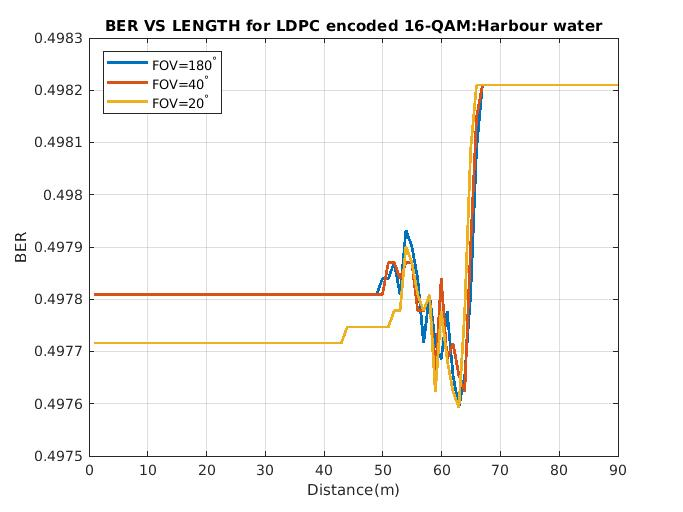 BER VS LENGTH for LDPC encoded 16-QAM:Harbour water
0.4983
0.4982
0.4981
0.498
0.4979
0.4978
0.4977
0.4976
0.4975
BER
FOV=180°
FOV=40°
FOV=20°
0 10 20 30 40 50 60 70 80 90
Distance(m)